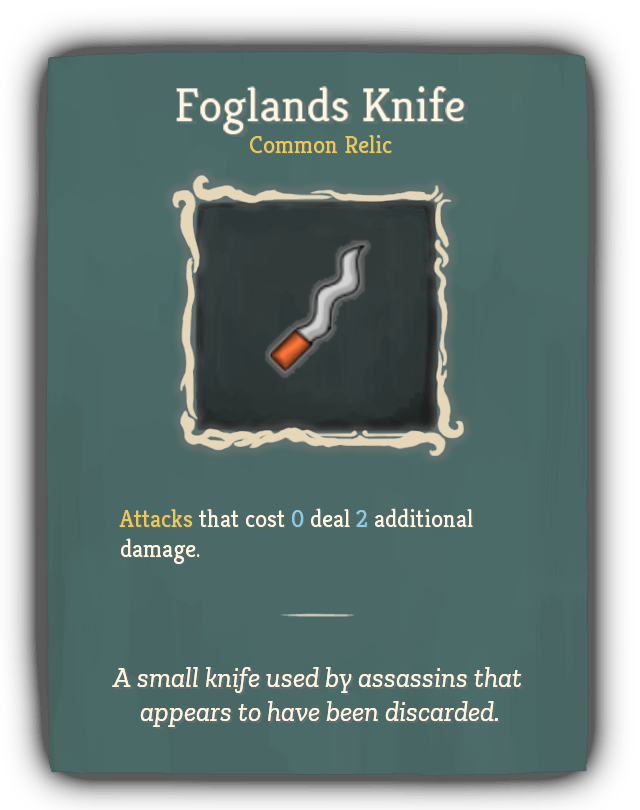 Foglands Knife
Common Relic
Attacks that cost 0 deal 2 additional
damage.
A small knife used by assassins that
appears to have been discarded.